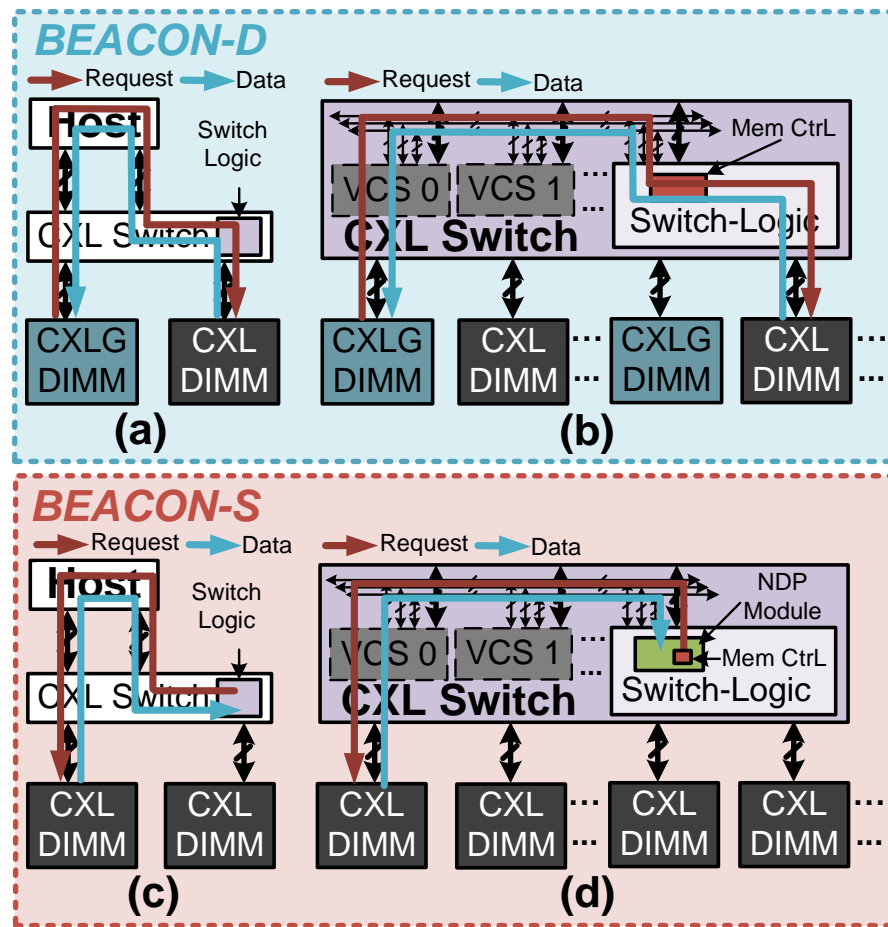 BEACON-D
Request Data
Host
Switch
Logic
CXL Switch
CXLG
DIMM
CXL
DIMM
(a)
Request Data
Mem CtrL
VCS 0 VCS 1 ...
...
Switch-Logic
CXL Switch
CXLG
DIMM
CXL
DIMM
...
...
CXLG
DIMM
CXL
DIMM
...
...
(b)
BEACON-S
Request Data
Host
Switch
Logic
CXL Switch
CXL
DIMM
CXL
DIMM
(c)
Request Data
NDP
Module
VCS 0 VCS 1 ...
...
Mem CtrL
Switch-Logic
CXL Switch
CXL
DIMM
CXL
DIMM
...
...
CXL
DIMM
CXL
DIMM
...
...
(d)